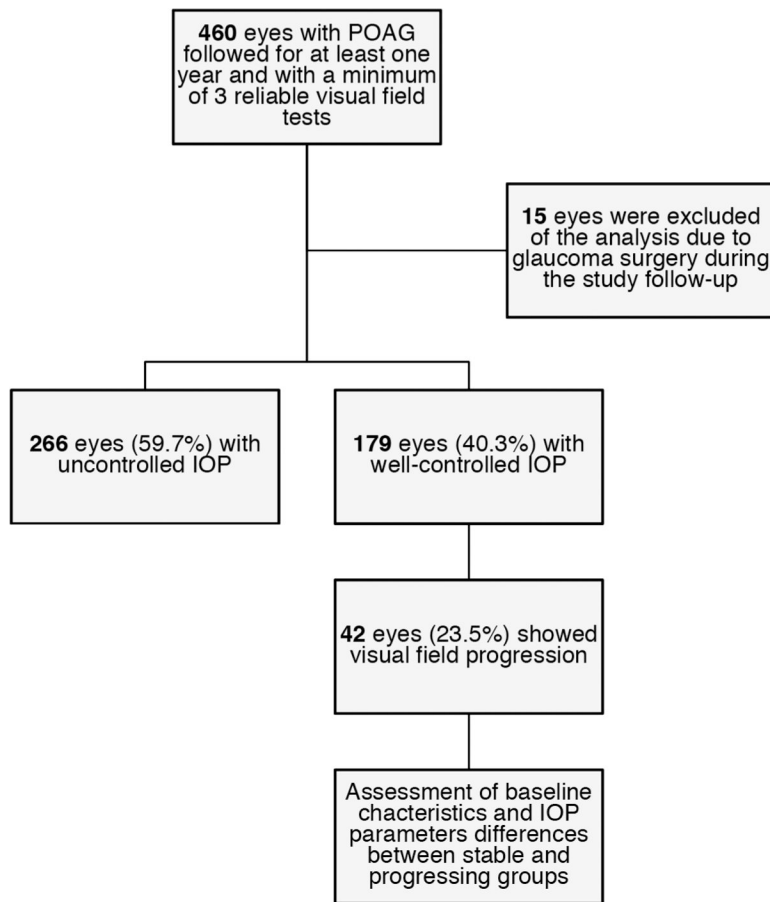 460 eyes with POAG
followed for at least one
year and with a minimum
of 3 reliable visual field
tests
15 eyes were excluded
of the analysis due to
glaucoma surgery during
the study follow-up
266 eyes (59.7%) with
uncontrolled IOP
179 eyes (40.3%) with
well-controlled IOP
42 eyes (23.5%) showed
visual field progression
Assessment of baseline
chacteristics and IOP
parameters differences
between stable and
progressing groups